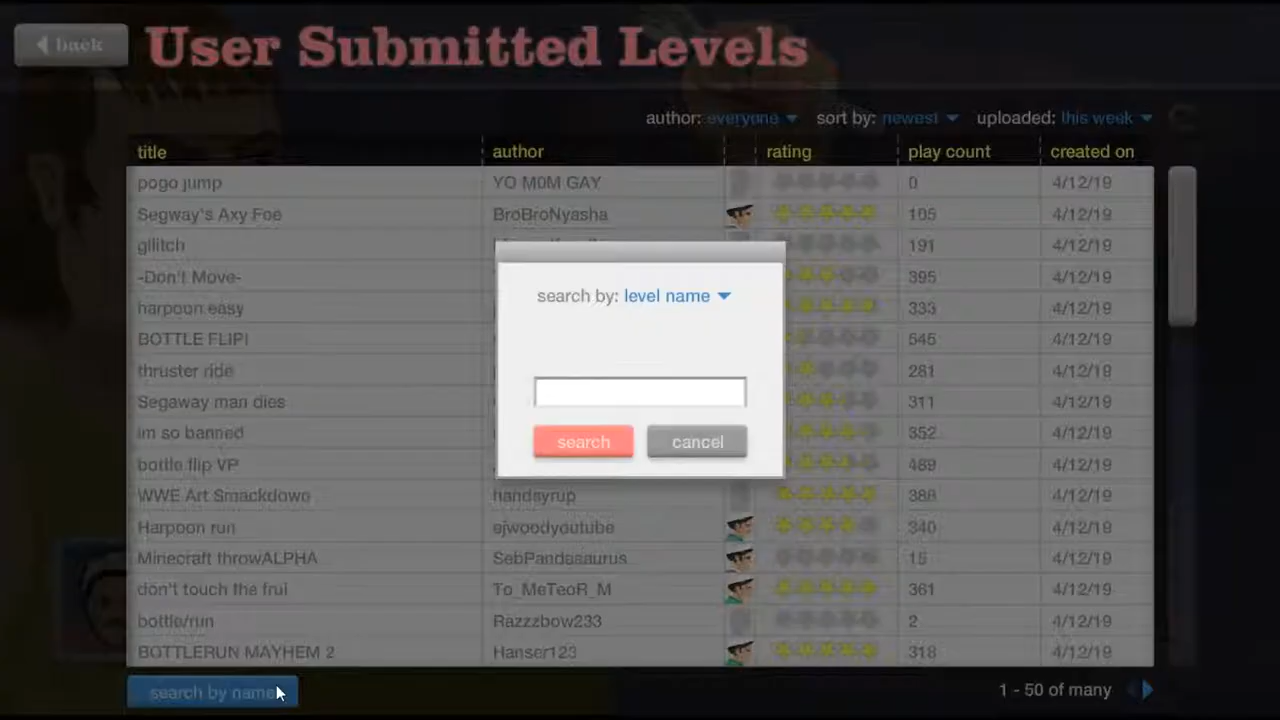 back
User Submitted Levels
author: everyone sort by: newest uploaded: this week
title author rating play count created on
pogo jump YO M0M GAY 0 4/12/19
Segway's Axy Foe BroBroNyasha 105 4/12/19
glitch 191 4/12/19
-Don't Move- 395 4/12/19
harpoon easy 333 4/12/19
BOTTLE FLIP! 545 4/12/19
thruster ride 281 4/12/19
Segaway man dies 311 4/12/19
im so banned 352 4/12/19
bottle flip VP 489 4/12/19
WWE Art Smackdowo handsyrup 388 4/12/19
Harpoon run ejwoodyoutube 340 4/12/19
Minecraft throwALPHA SebPandasaurus 15 4/12/19
don't touch the frui To_MeTeoR_M 361 4/12/19
bottle/run Razzzbow233 2 4/12/19
BOTTLERUN MAYHEM 2 Hanser123 318 4/12/19
search by: level name
search cancel
search by name 1 - 50 of many